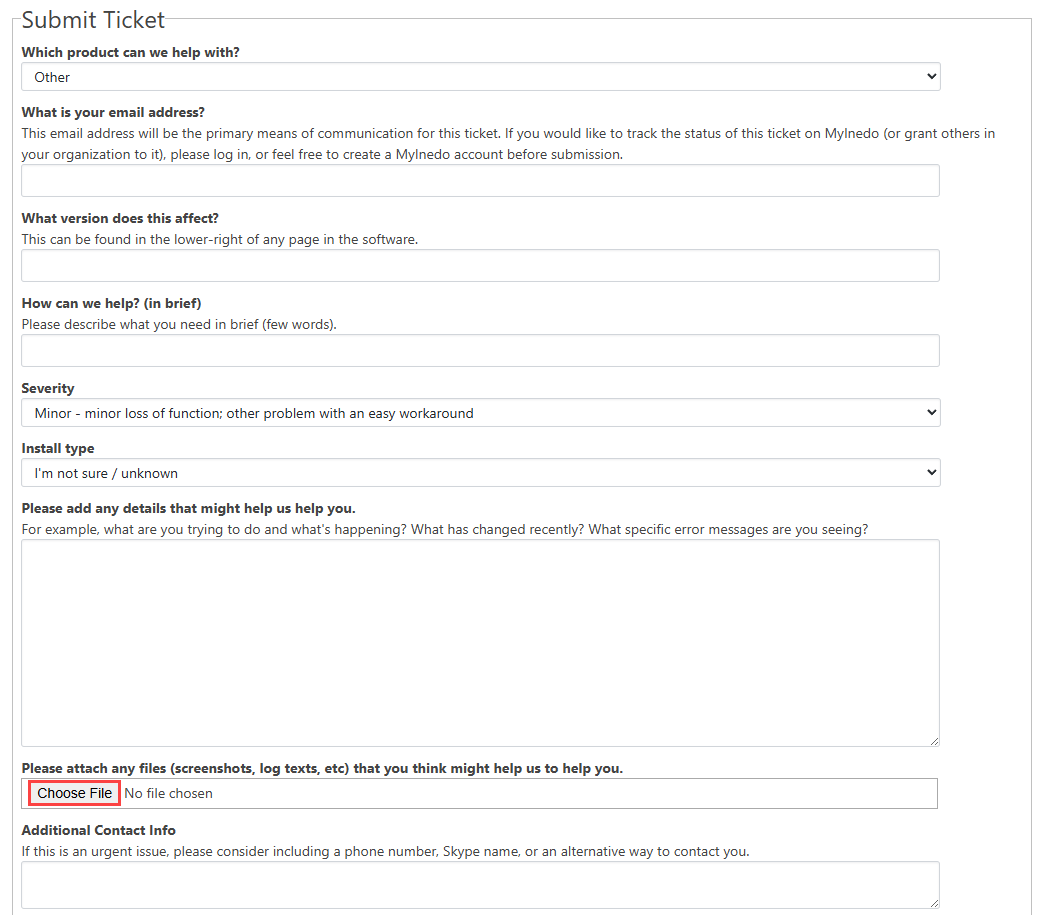 Submit Ticket
Which product can we help with?
Other
What is your email address?
This email address will be the primary means of communication for this ticket. If you would like to track the status of this ticket on MyInedo (or grant others in
your organization to it), please log in, or feel free to create a MyInedo account before submission.
What version does this affect?
This can be found in the lower-right of any page in the software.
How can we help? (in brief)
Please describe what you need in brief (few words).
Severity
Minor - minor loss of function; other problem with an easy workaround
Install type
I'm not sure / unknown
Please add any details that might help us help you.
For example, what are you trying to do and what's happening? What has changed recently? What specific error messages are you seeing?
Please attach any files (screenshots, log texts, etc) that you think might help us to help you.
Choose File No file chosen
Additional Contact Info
If this is an urgent issue, please consider including a phone number, Skype name, or an alternative way to contact you.